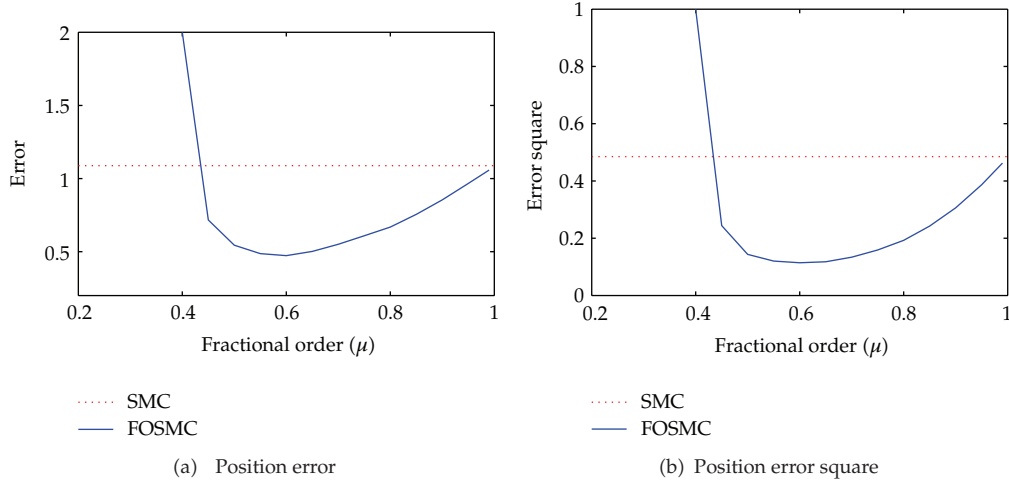 2
1.5
1
0.5
0.2
0.4
0.6
0.8
1
Error
Fractional order (μ)
SMC
FOSMC
(a) Position error
1
0.8
0.6
0.4
0.2
0
0.2
0.4
0.6
0.8
1
Error square
Fractional order (μ)
SMC
FOSMC
(b) Position error square